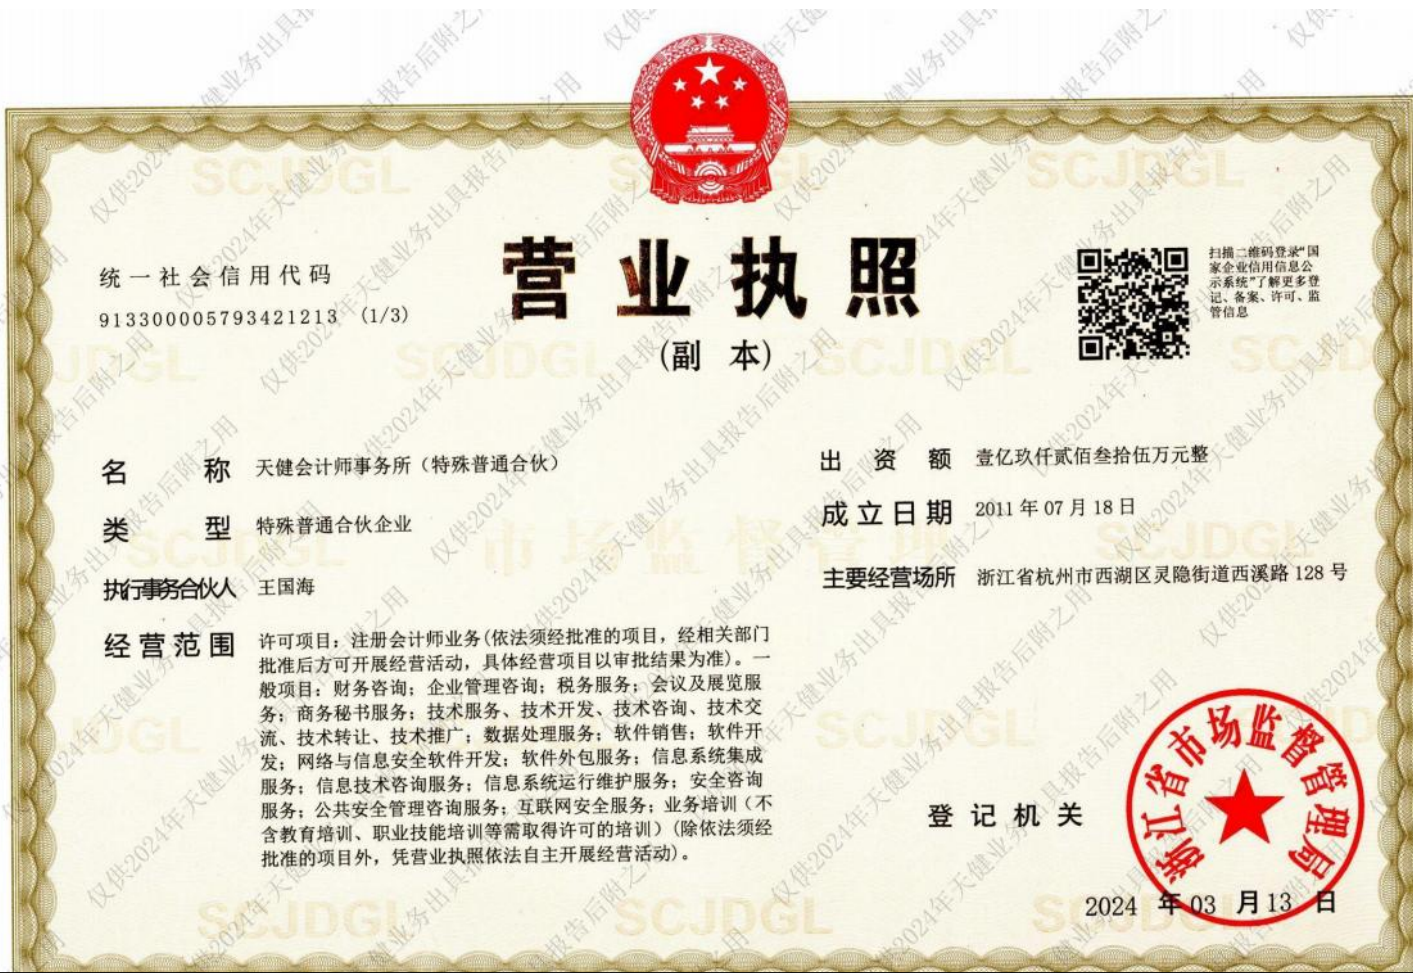 营业执照
(副 本)
统一社会信用代码
913300005793421213 (1/3)
扫描二维码登录“国
家企业信用信息公
示系统”了解更多登
记、备案、许可、监
管信息
名 称 天健会计师事务所（特殊普通合伙）
类 型 特殊普通合伙企业
执行事务合伙人 王国海
经营范围 许可项目：注册会计师业务(依法须经批准的项目，经相关部门
批准后方可开展经营活动，具体经营项目以审批结果为准)。一
般项目：财务咨询；企业管理咨询；税务服务；会议及展览服
务；商务秘书服务；技术服务、技术开发、技术咨询、技术交
流、技术转让、技术推广；数据处理服务；软件销售；软件开
发；网络与信息安全软件开发；软件外包服务；信息系统集成
服务；信息技术咨询服务；信息系统运行维护服务；安全咨询
服务；公共安全管理咨询服务；互联网安全服务；业务培训（不
含教育培训、职业技能培训等需取得许可的培训）(除依法须经
批准的项目外，凭营业执照依法自主开展经营活动)。
出 资 额 壹亿玖仟贰佰叁拾伍万元整
成立日期 2011 年 07 月 18 日
主要经营场所 浙江省杭州市西湖区灵隐街道西溪路 128 号
登记机关
浙江省市场监督管理局
2024 年 03 月 13 日
仅供2024年天健业务出具报告后附之用
SCJDGL
市场监督管理